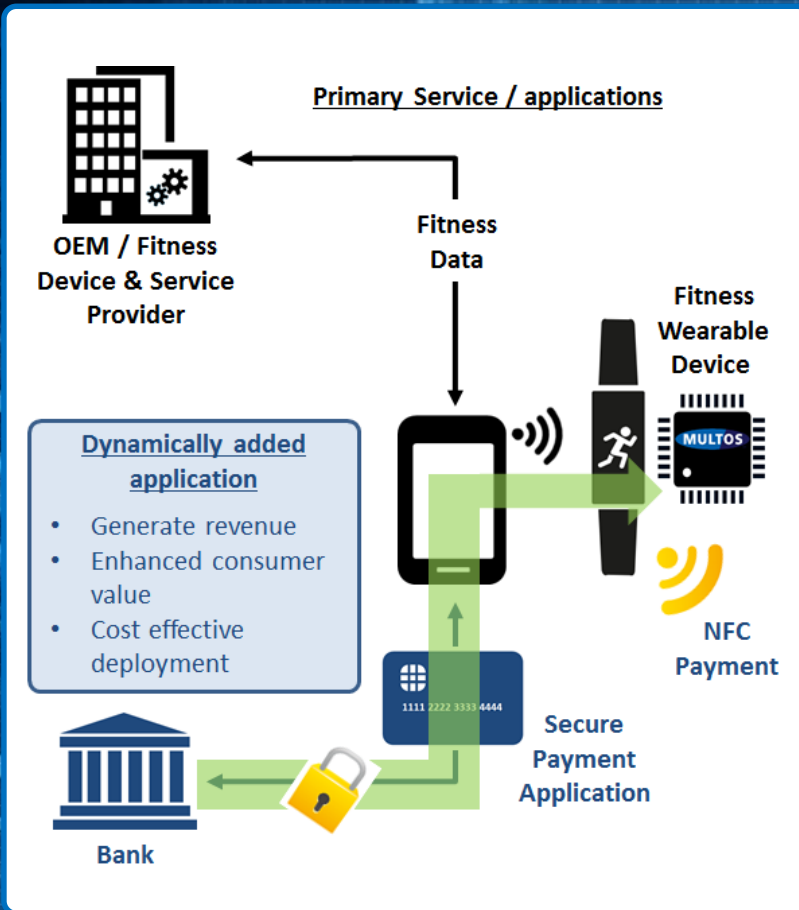 Primary Service / applications
OEM / Fitness
Device & Service
Provider
Fitness
Data
Fitness
Wearable
Device
MULTOS
Dynamically added
application
• Generate revenue
• Enhanced consumer
value
• Cost effective
deployment
NFC
Payment
1111 2222 3333 4444
Secure
Payment
Application
Bank